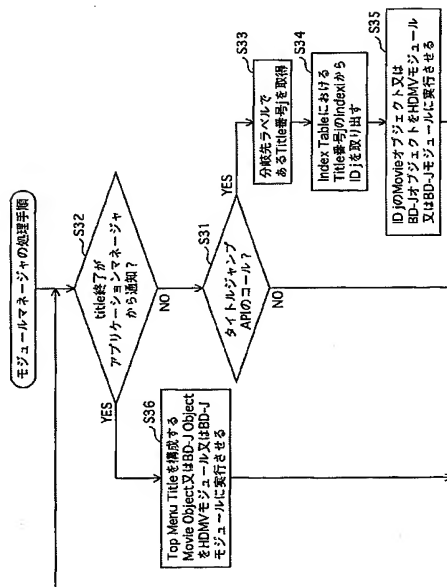 モジュールマネージャの処理手順
S32
title終了が
アプリケーションマネージャ
から通知？
YES
NO
S31
タイトルジャンプ
APIのコール？
YES
NO
S33
分岐先ラベルで
あるTitle番号jを取得
S34
Index Tableにおける
Title番号jのIndexjから
ID jを取り出す
S35
ID jのMovieオブジェクト又は
BD-JオブジェクトをHDMVモジュール
又はBD-Jモジュールに実行させる
S36
Top Menu Titleを構成する
Movie Object又はBD-J Object
をHDMVモジュール又はBD-J
モジュールに実行させる